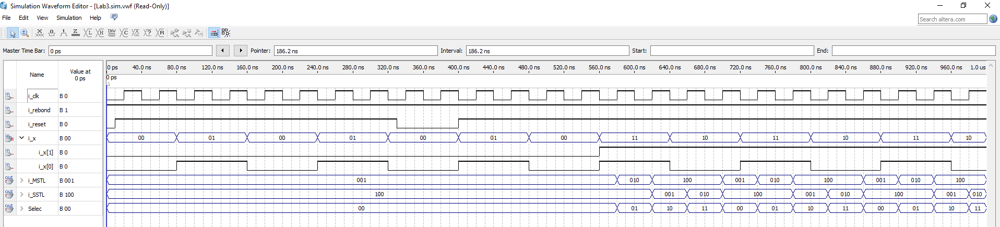 Simulation Waveform Editor - [Lab3.sim.vwf (Read-Only)]
File Edit View Simulation Help
Search altera.com
Master Time Bar: 0 ps Pointer: 186.2 ns Interval: 186.2 ns Start: End:
Name Value at 0 ps
0 ps 40.0 ns 80.0 ns 120.0 ns 160.0 ns 200.0 ns 240.0 ns 280.0 ns 320.0 ns 360.0 ns 400.0 ns 440.0 ns 480.0 ns 520.0 ns 560.0 ns 600.0 ns 640.0 ns 680.0 ns 720.0 ns 760.0 ns 800.0 ns 840.0 ns 880.0 ns 920.0 ns 960.0 ns 1.0 us
0 ps
in i_clk B 0
in i_rebond B 1
in i_reset B 0
in i_x B 00 00 01 00 01 00 01 00 11 10 11 10 11 10
in i_x[1] B 0
in i_x[0] B 0
out i_MSTL B 001 001 010 100 001 010 100 001 010 100
out i_SSTL B 100 100 001 010 100 001 010 100 001 010
out Selec B 00 00 01 10 11 00 01 10 11 00 01 10 11